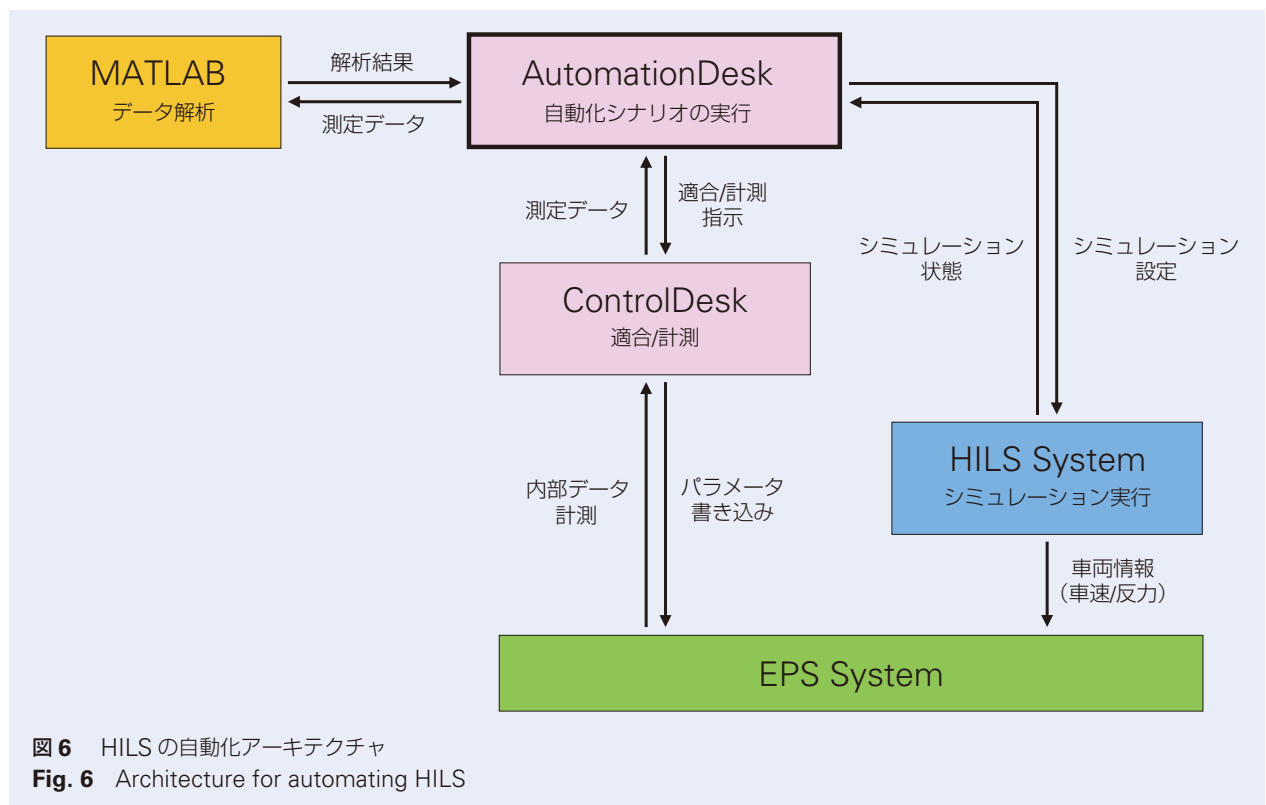 MATLAB
データ解析
解析結果
測定データ
AutomationDesk
自動化シナリオの実行
測定データ
適合/計測
指示
シミュレーション
状態
シミュレーション
設定
ControlDesk
適合/計測
内部データ
計測
パラメータ
書き込み
HILS System
シミュレーション実行
車両情報
（車速/反力）
EPS System
図 6 HILS の自動化アーキテクチャ
Fig. 6 Architecture for automating HILS